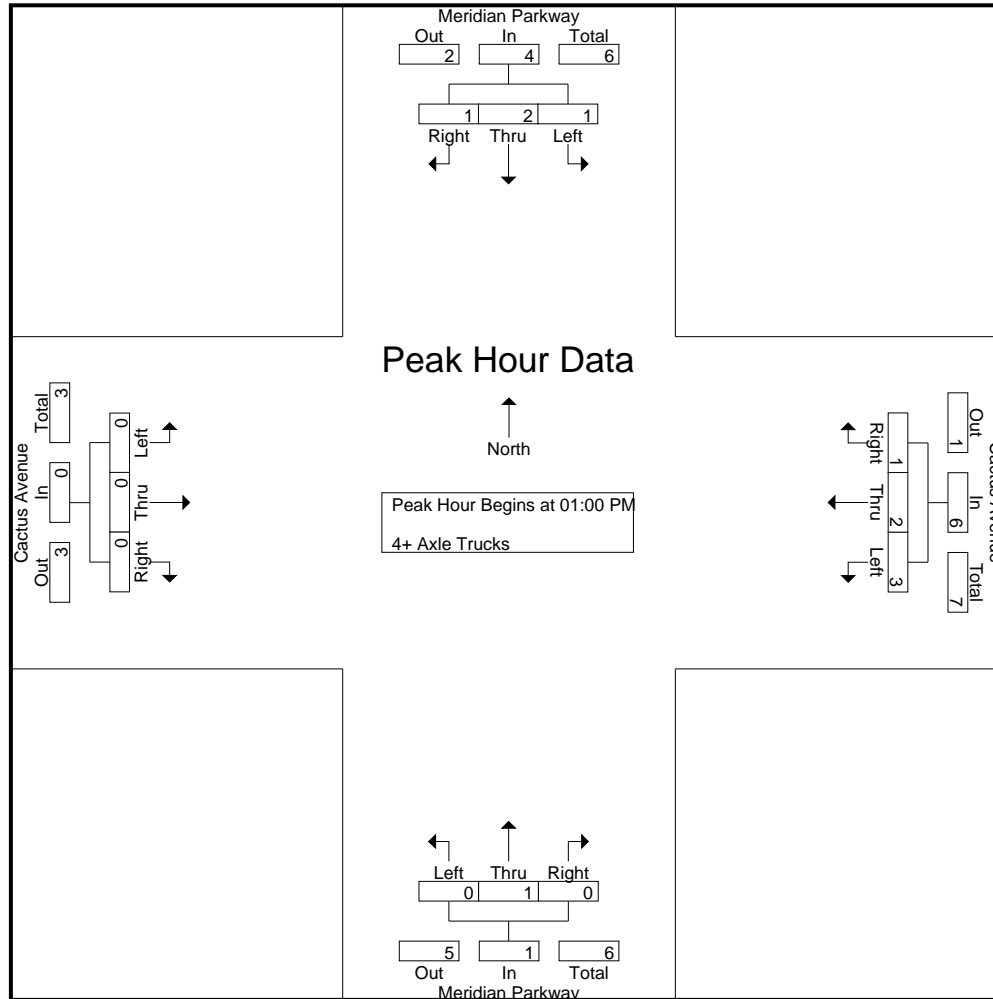 Meridian Parkway
Out In Total
2 4 6
1 2 1
Right Thru Left
Peak Hour Data
North
Peak Hour Begins at 01:00 PM
4+ Axle Trucks
Cactus Avenue
Out In Total
3 0 3
0 0 0
Left Thru Right
Out In Total
1 6 7
1 2 3
Right Thru Left
Left Thru Right
0 1 0
5 1 6
Out In Total
Meridian Parkway